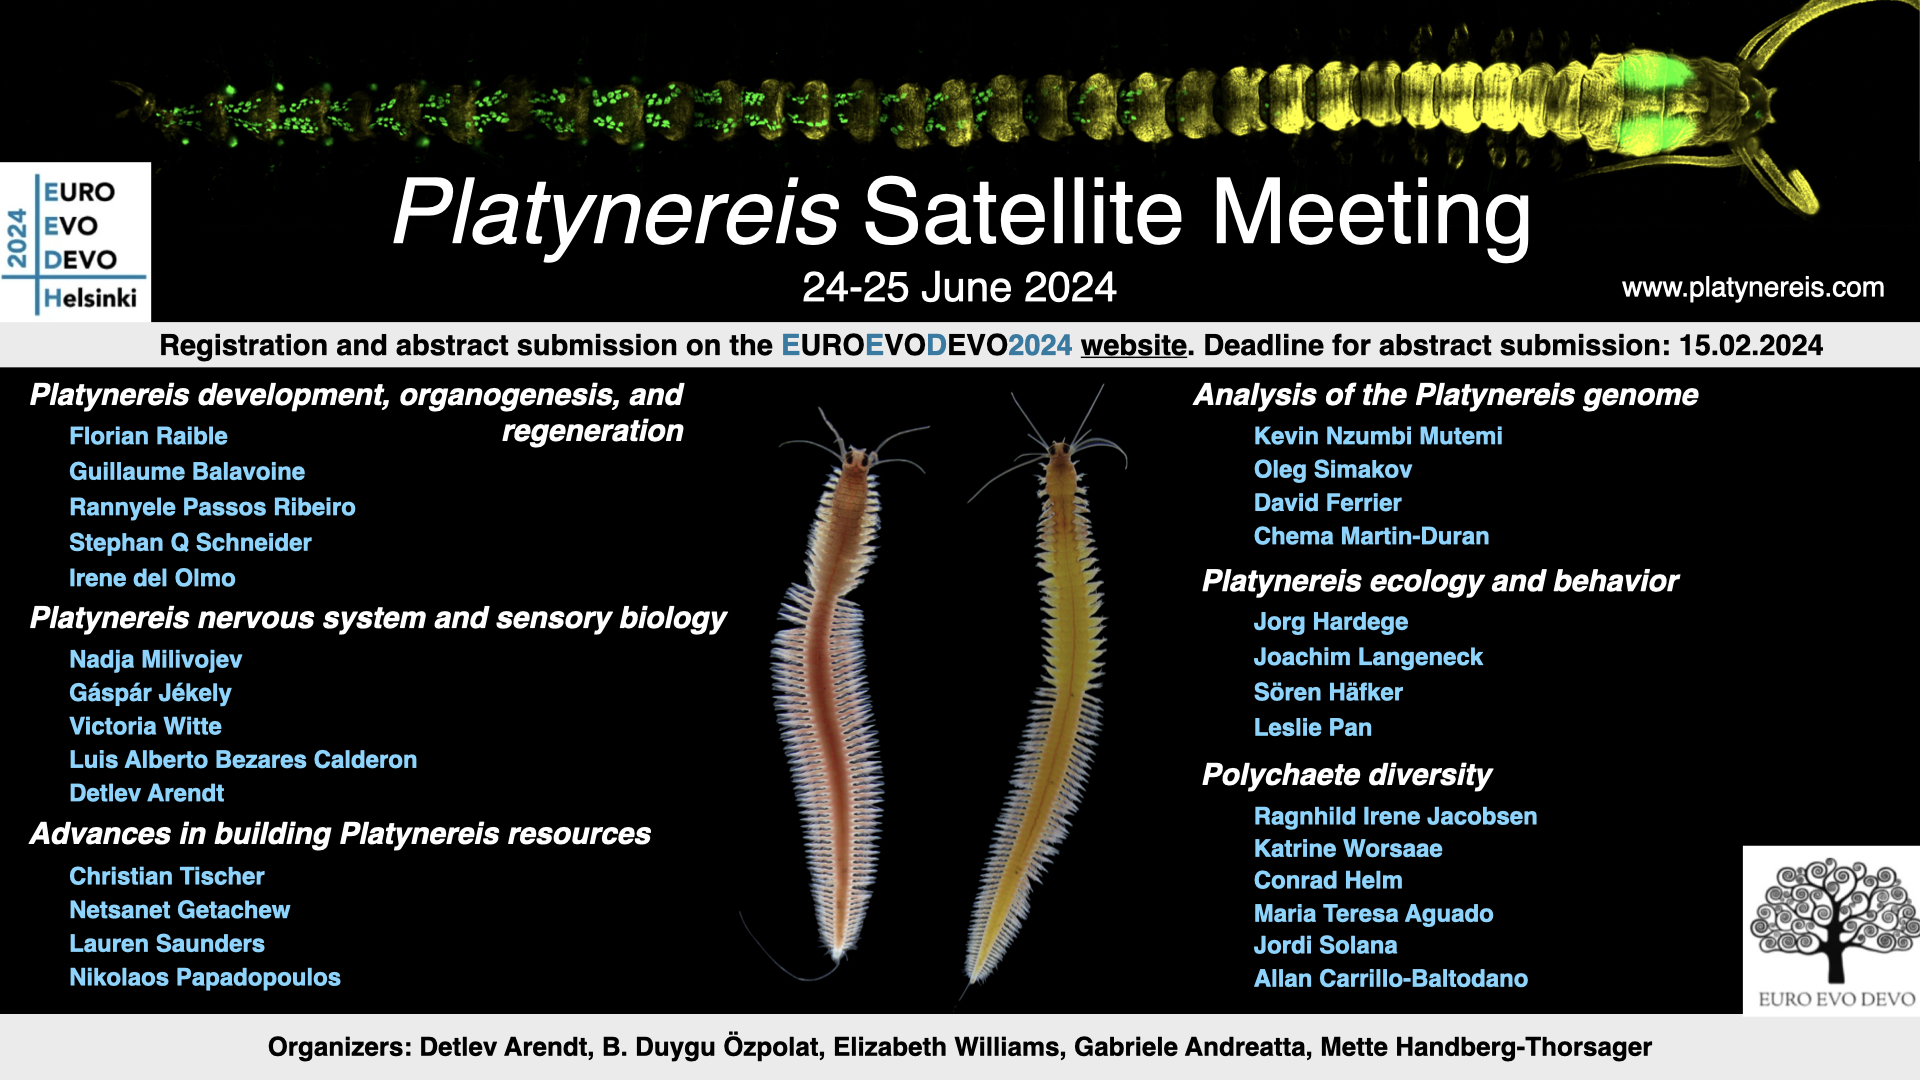 2024
EURO
EVO
DEVO
Helsinki
Platynereis Satellite Meeting
24-25 June 2024
www.platynereis.com
Registration and abstract submission on the EUROEVODEVO2024 website. Deadline for abstract submission: 15.02.2024
Platynereis development, organogenesis, and
regeneration
Florian Raible
Guillaume Balavoine
Rannyele Passos Ribeiro
Stephan Q Schneider
Irene del Olmo
Platynereis nervous system and sensory biology
Nadja Milivojev
Gáspár Jékely
Victoria Witte
Luis Alberto Bezares Calderon
Detlev Arendt
Advances in building Platynereis resources
Christian Tischer
Netsanet Getachew
Lauren Saunders
Nikolaos Papadopoulos
Analysis of the Platynereis genome
Kevin Nzumbi Mutemi
Oleg Simakov
David Ferrier
Chema Martin-Duran
Platynereis ecology and behavior
Jorg Hardege
Joachim Langeneck
Sören Häfker
Leslie Pan
Polychaete diversity
Ragnhild Irene Jacobsen
Katrine Worsaae
Conrad Helm
Maria Teresa Aguado
Jordi Solana
Allan Carrillo-Baltodano
EURO EVO DEVO
Organizers: Detlev Arendt, B. Duygu Özpolat, Elizabeth Williams, Gabriele Andreatta, Mette Handberg-Thorsager